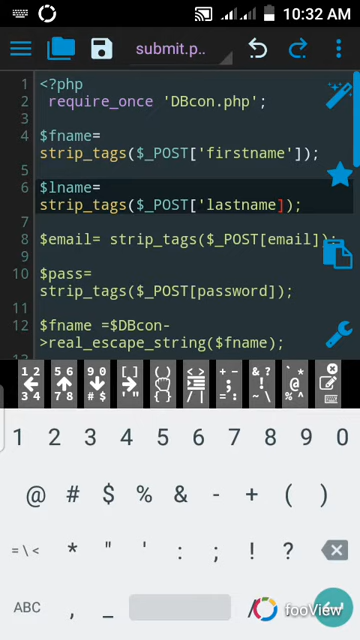 10:32 AM
submit.p..
1 <?php
2 require_once 'DBcon.php';
3
4 $fname=
strip_tags($_POST['firstname']);
5
6 $lname=
strip_tags($_POST['lastname]);
7
8 $email= strip_tags($_POST[email]);
9
10 $pass=
strip_tags($_POST[password]);
11
12 $fname =$DBcon-
>real_escape_string($fname);
1 2 5 6 9 0 [ ] ( ) < > + - & ? ` *
; ! @
3 4 7 8 # $ ' " { } / | = : ~ \ % ^
1 2 3 4 5 6 7 8 9 0
@ # $ % & - + ( )
= \ < * " ' : ; ! ?
ABC , _ / fooView